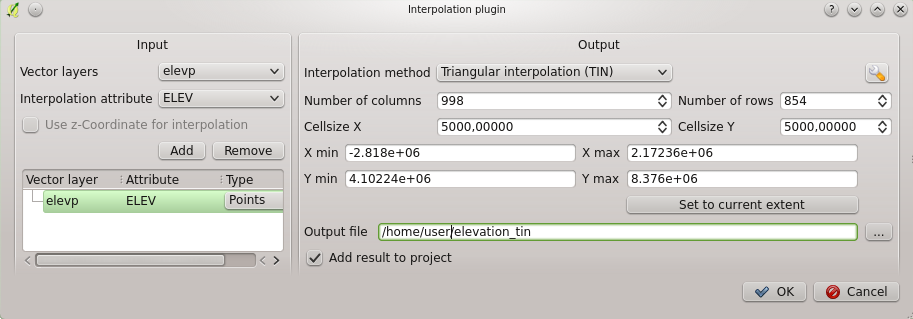 Interpolation plugin
Input
Vector layers elevp
Interpolation attribute ELEV
Use z-Coordinate for interpolation
Add Remove
Vector layer Attribute Type
elevp ELEV Points
Output
Interpolation method Triangular interpolation (TIN)
Number of columns 998 Number of rows 854
Cellsize X 5000,00000 Cellsize Y 5000,00000
X min -2.818e+06 X max 2.17236e+06
Y min 4.10224e+06 Y max 8.376e+06
Set to current extent
Output file /home/user/elevation_tin ...
Add result to project
OK Cancel